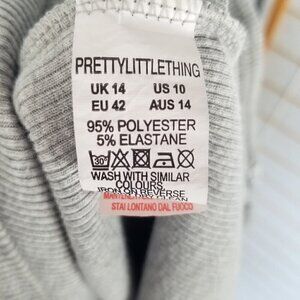 PRETTYLITTLETHING
UK 14 US 10
EU 42 AUS 14
95% POLYESTER
5% ELASTANE
30°
WASH WITH SIMILAR
COLOURS
IRON ON REVERSE
STAI LONTANO DAL FUOCO